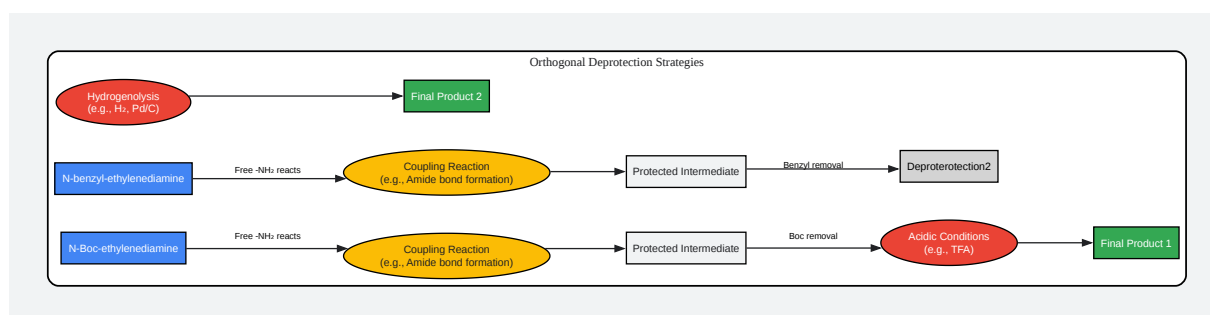 Orthogonal Deprotection Strategies
Hydrogenolysis
(e.g., H₂, Pd/C)
Final Product 2
N-benzyl-ethylenediamine
Free -NH₂ reacts
Coupling Reaction
(e.g., Amide bond formation)
Protected Intermediate
Benzyl removal
Deproterotection2
N-Boc-ethylenediamine
Free -NH₂ reacts
Coupling Reaction
(e.g., Amide bond formation)
Protected Intermediate
Boc removal
Acidic Conditions
(e.g., TFA)
Final Product 1